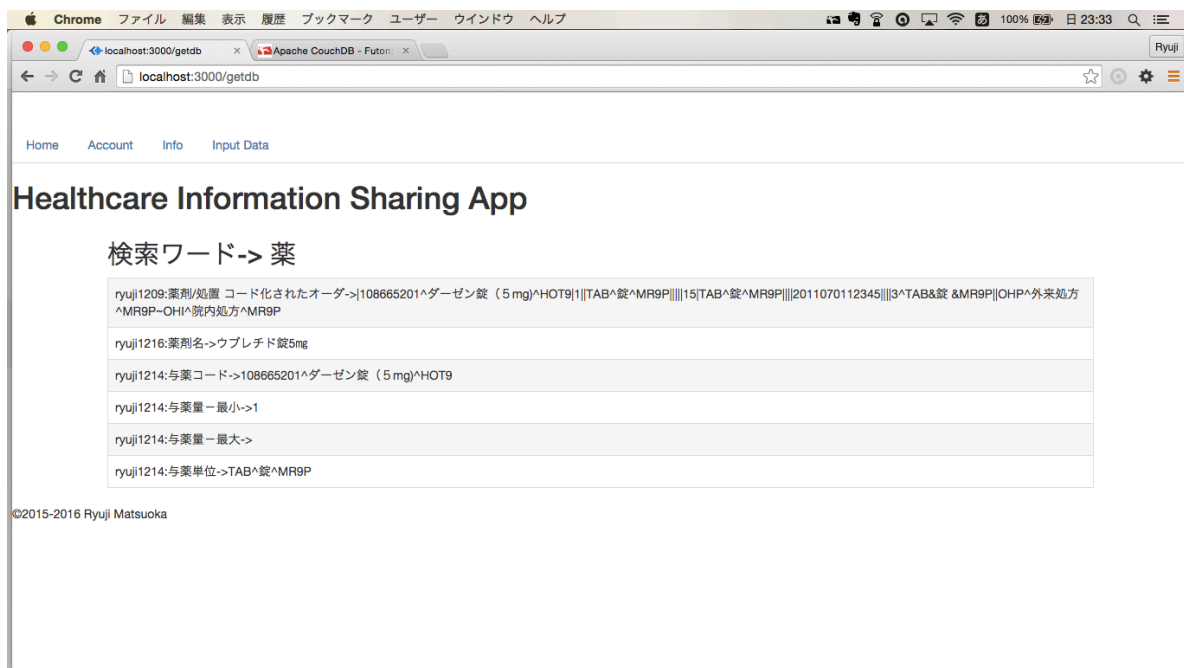 Chrome ファイル 編集 表示 履歴 ブックマーク ユーザー ウインドウ ヘルプ 100% 日 23:33
localhost:3000/getdb × Apache CouchDB - Futon: × Ryuji
localhost:3000/getdb
Home Account Info Input Data
Healthcare Information Sharing App
検索ワード-> 薬
ryuji1209:薬剤/処置 コード化されたオーダ->|108665201^ダーゼン錠（５mg)^HOT9|1||TAB^錠^MR9P|||||15|TAB^錠^MR9P||||2011070112345||||3^TAB&錠 &MR9P||OHP^外来処方
^MR9P~OHI^院内処方^MR9P
ryuji1216:薬剤名->ウブレチド錠5㎎
ryuji1214:与薬コード->108665201^ダーゼン錠（５mg)^HOT9
ryuji1214:与薬量－最小->1
ryuji1214:与薬量－最大->
ryuji1214:与薬単位->TAB^錠^MR9P
©2015-2016 Ryuji Matsuoka